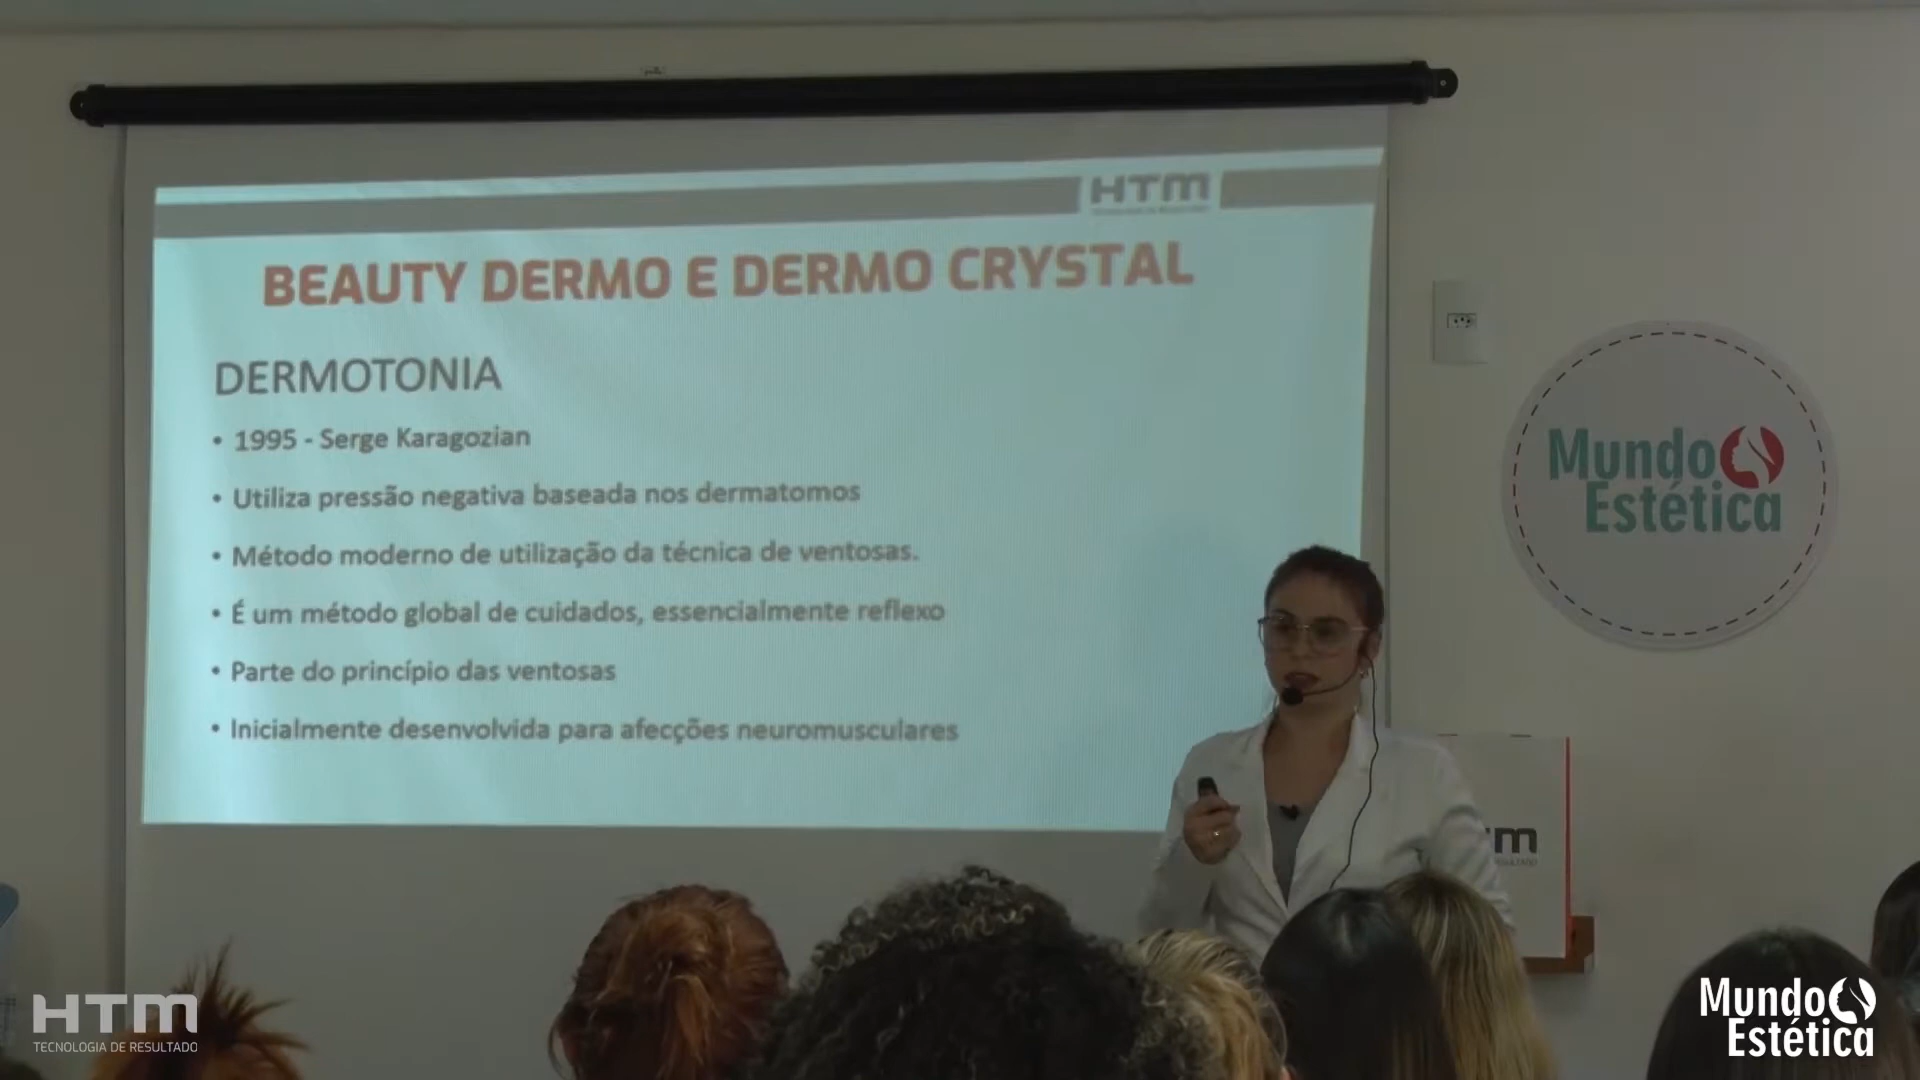 HTM
BEAUTY DERMO E DERMO CRYSTAL
DERMOTONIA
• 1995 - Serge Karagozian
• Utiliza pressão negativa baseada nos dermatomos
• Método moderno de utilização da técnica de ventosas.
• É um método global de cuidados, essencialmente reflexo
• Parte do princípio das ventosas
• Inicialmente desenvolvida para afecções neuromusculares
Mundo
Estética
HTM
TECNOLOGIA DE RESULTADO
Mundo
Estética